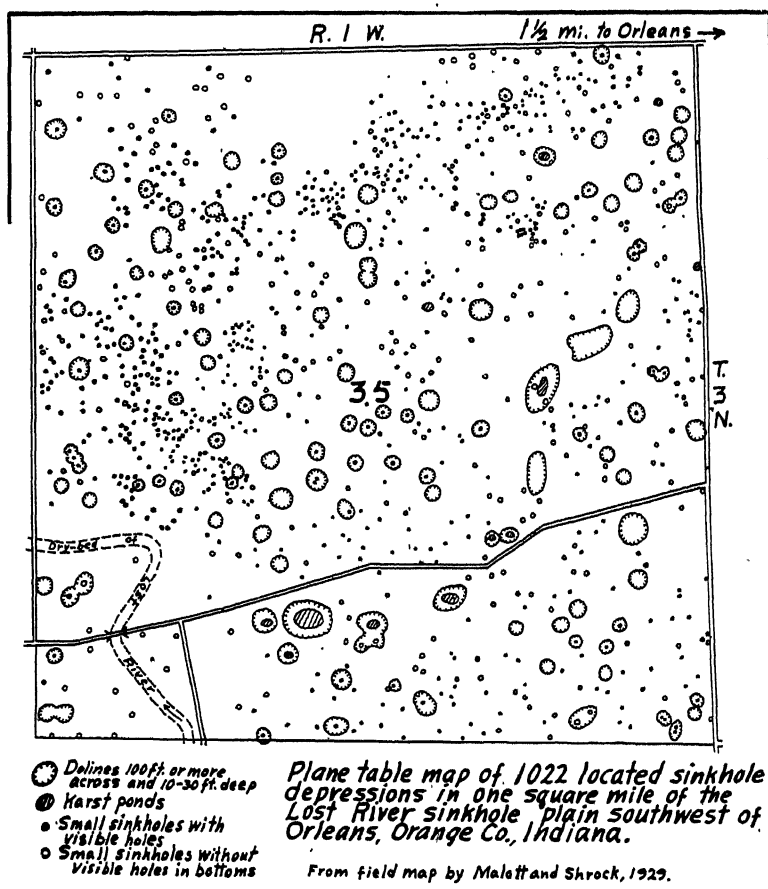 R. 1 W.
1 1/2 mi. to Orleans →
35
T.
3
N.
Dry bed of
Lost
River
Dolines 100 ft. or more
across and 10-30 ft. deep
Karst ponds
Small sinkholes with
visible holes
Small sinkholes without
visible holes in bottoms
Plane table map of 1022 located sinkhole
depressions in one square mile of the
Lost River sinkhole plain southwest of
Orleans, Orange Co., Indiana.
From field map by Malott and Shrock, 1929.